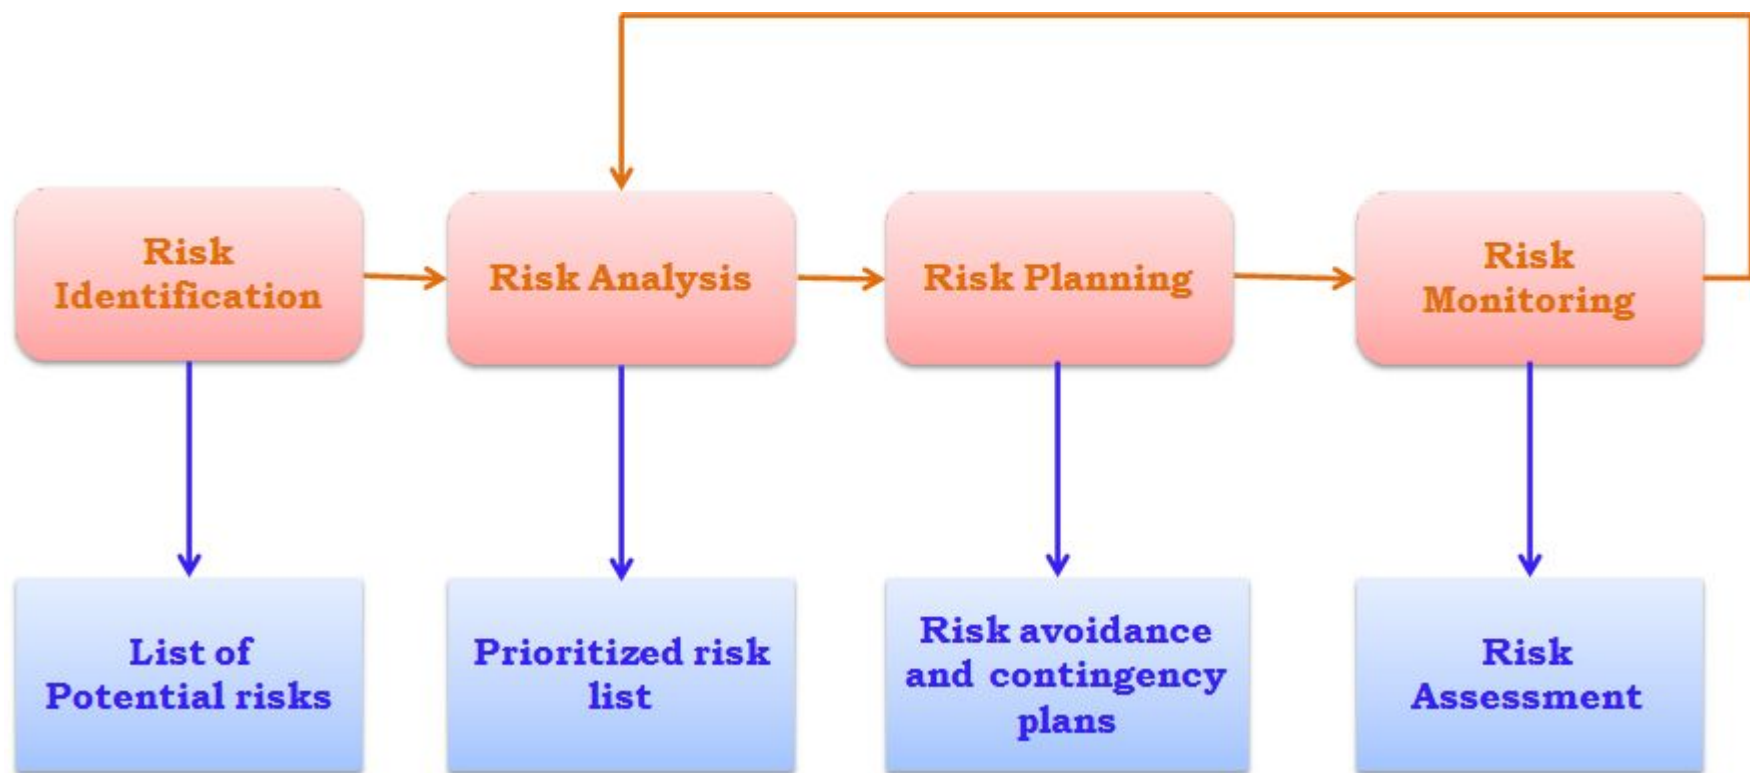 Risk
Identification
Risk Analysis
Risk Planning
Risk
Monitoring
List of
Potential risks
Prioritized risk
list
Risk avoidance
and contingency
plans
Risk
Assessment